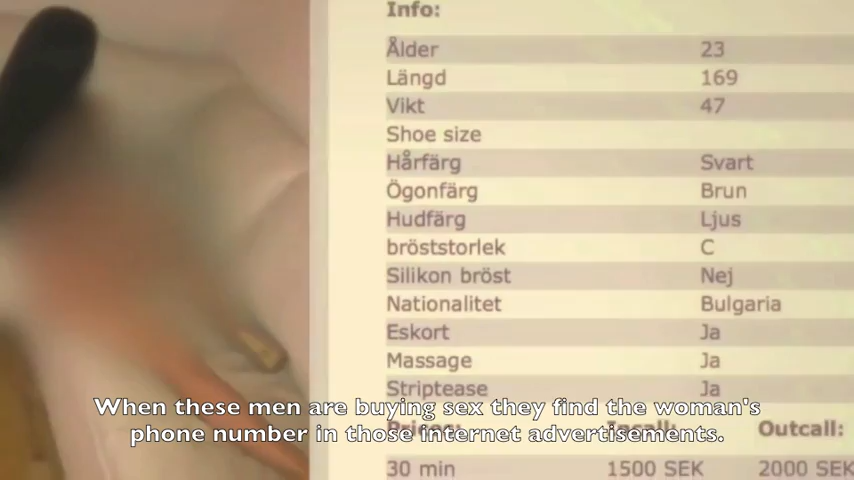 Info:
Ålder 23
Längd 169
Vikt 47
Shoe size
Hårfärg Svart
Ögonfärg Brun
Hudfärg Ljus
bröststorlek C
Silikon bröst Nej
Nationalitet Bulgaria
Eskort Ja
Massage Ja
Striptease Ja
When these men are buying sex they find the woman's
phone number in those internet advertisements.
Prices: Incall: Outcall:
30 min 1500 SEK 2000 SEK